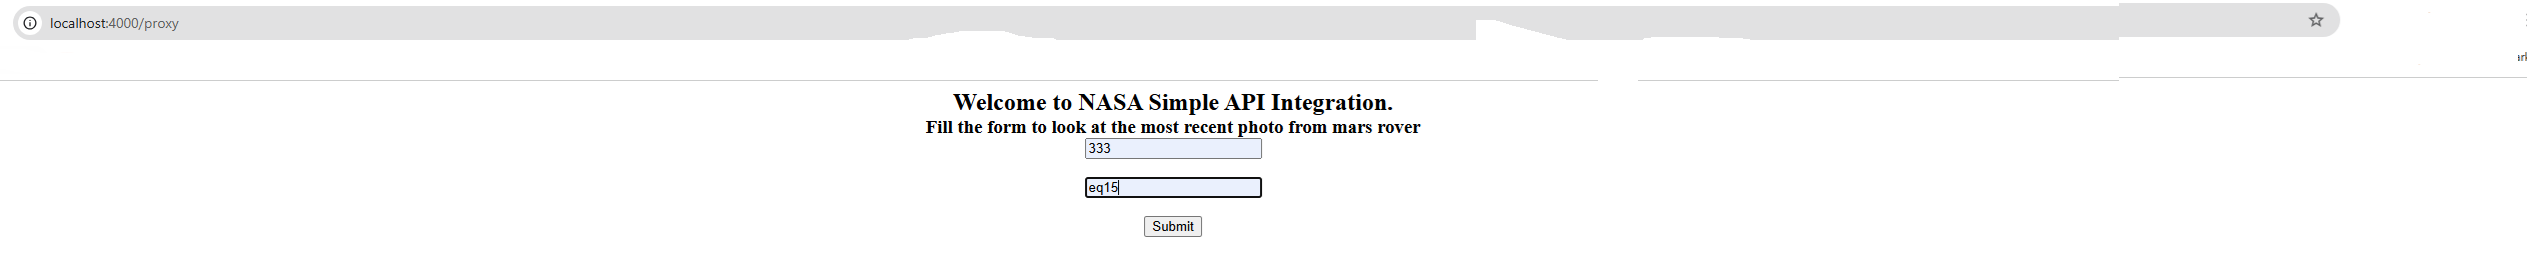 localhost:4000/proxy
Welcome to NASA Simple API Integration.
Fill the form to look at the most recent photo from mars rover
333
eq15
Submit